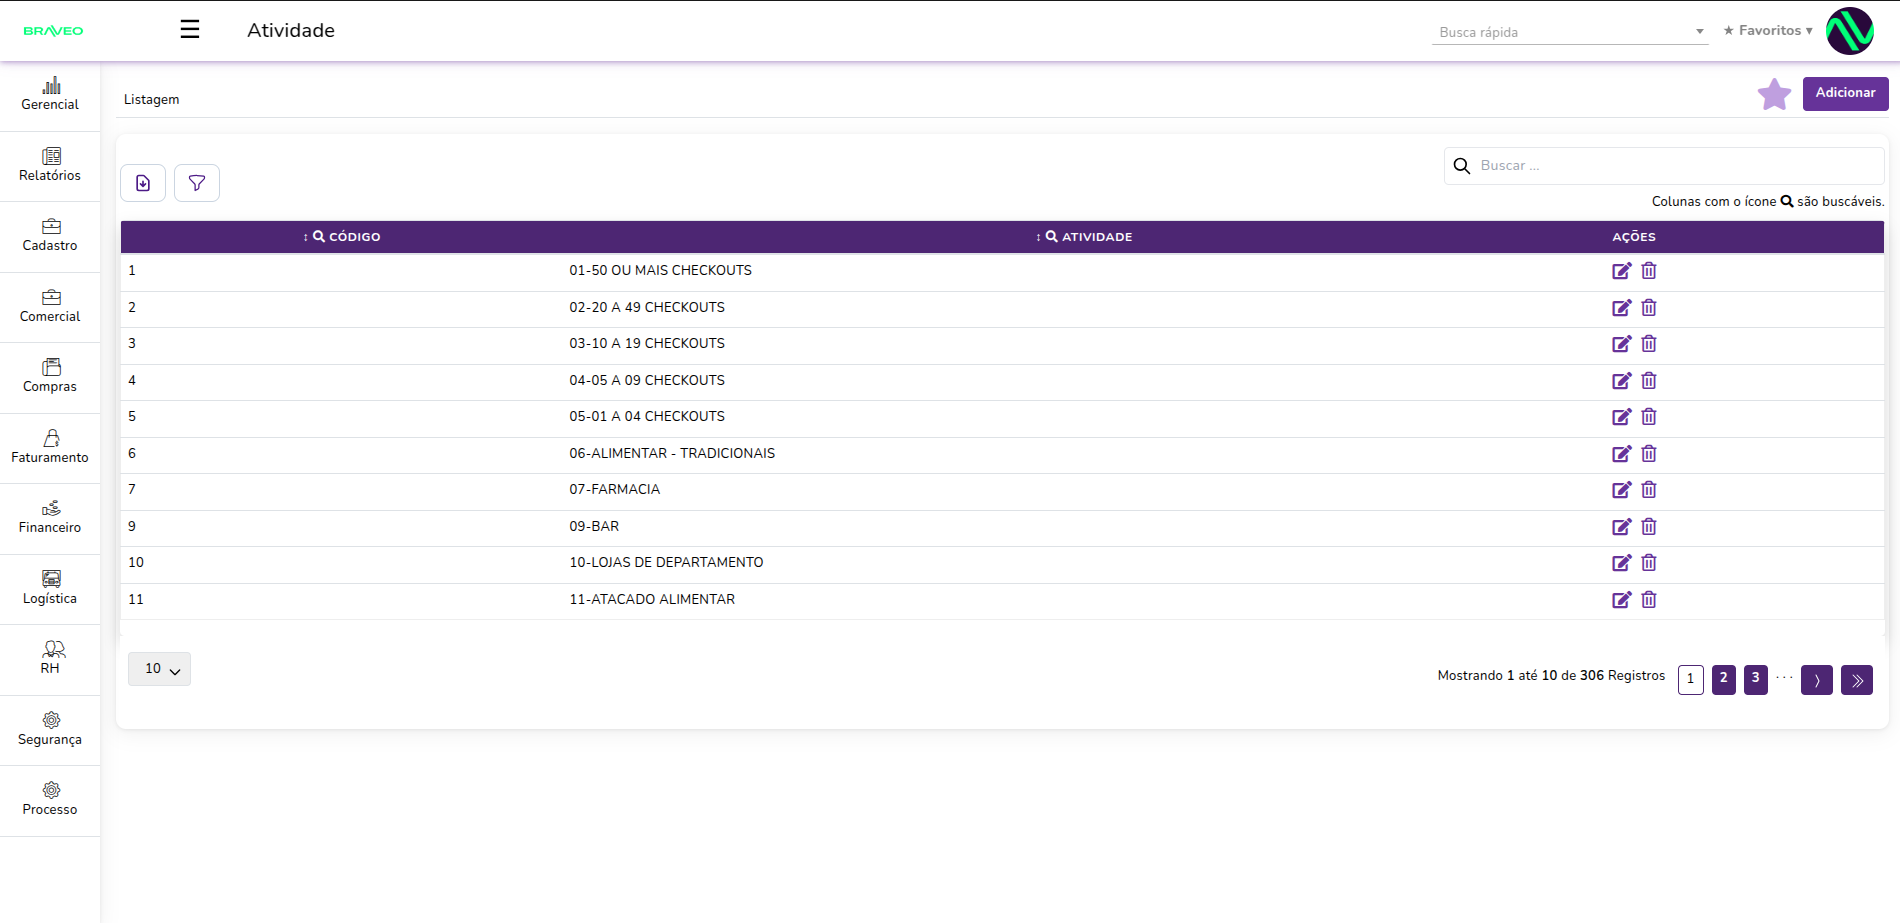 BRAVEO
☰ Atividade
Busca rápida
★ Favoritos ▾
Gerencial
Relatórios
Cadastro
Comercial
Compras
Faturamento
Financeiro
Logística
RH
Segurança
Processo
Listagem
Adicionar
Buscar ...
Colunas com o ícone são buscáveis.
↕ CÓDIGO ↕ ATIVIDADE AÇÕES
1 01-50 OU MAIS CHECKOUTS
2 02-20 A 49 CHECKOUTS
3 03-10 A 19 CHECKOUTS
4 04-05 A 09 CHECKOUTS
5 05-01 A 04 CHECKOUTS
6 06-ALIMENTAR - TRADICIONAIS
7 07-FARMACIA
9 09-BAR
10 10-LOJAS DE DEPARTAMENTO
11 11-ATACADO ALIMENTAR
10
Mostrando 1 até 10 de 306 Registros 1 2 3 ... 〉 》